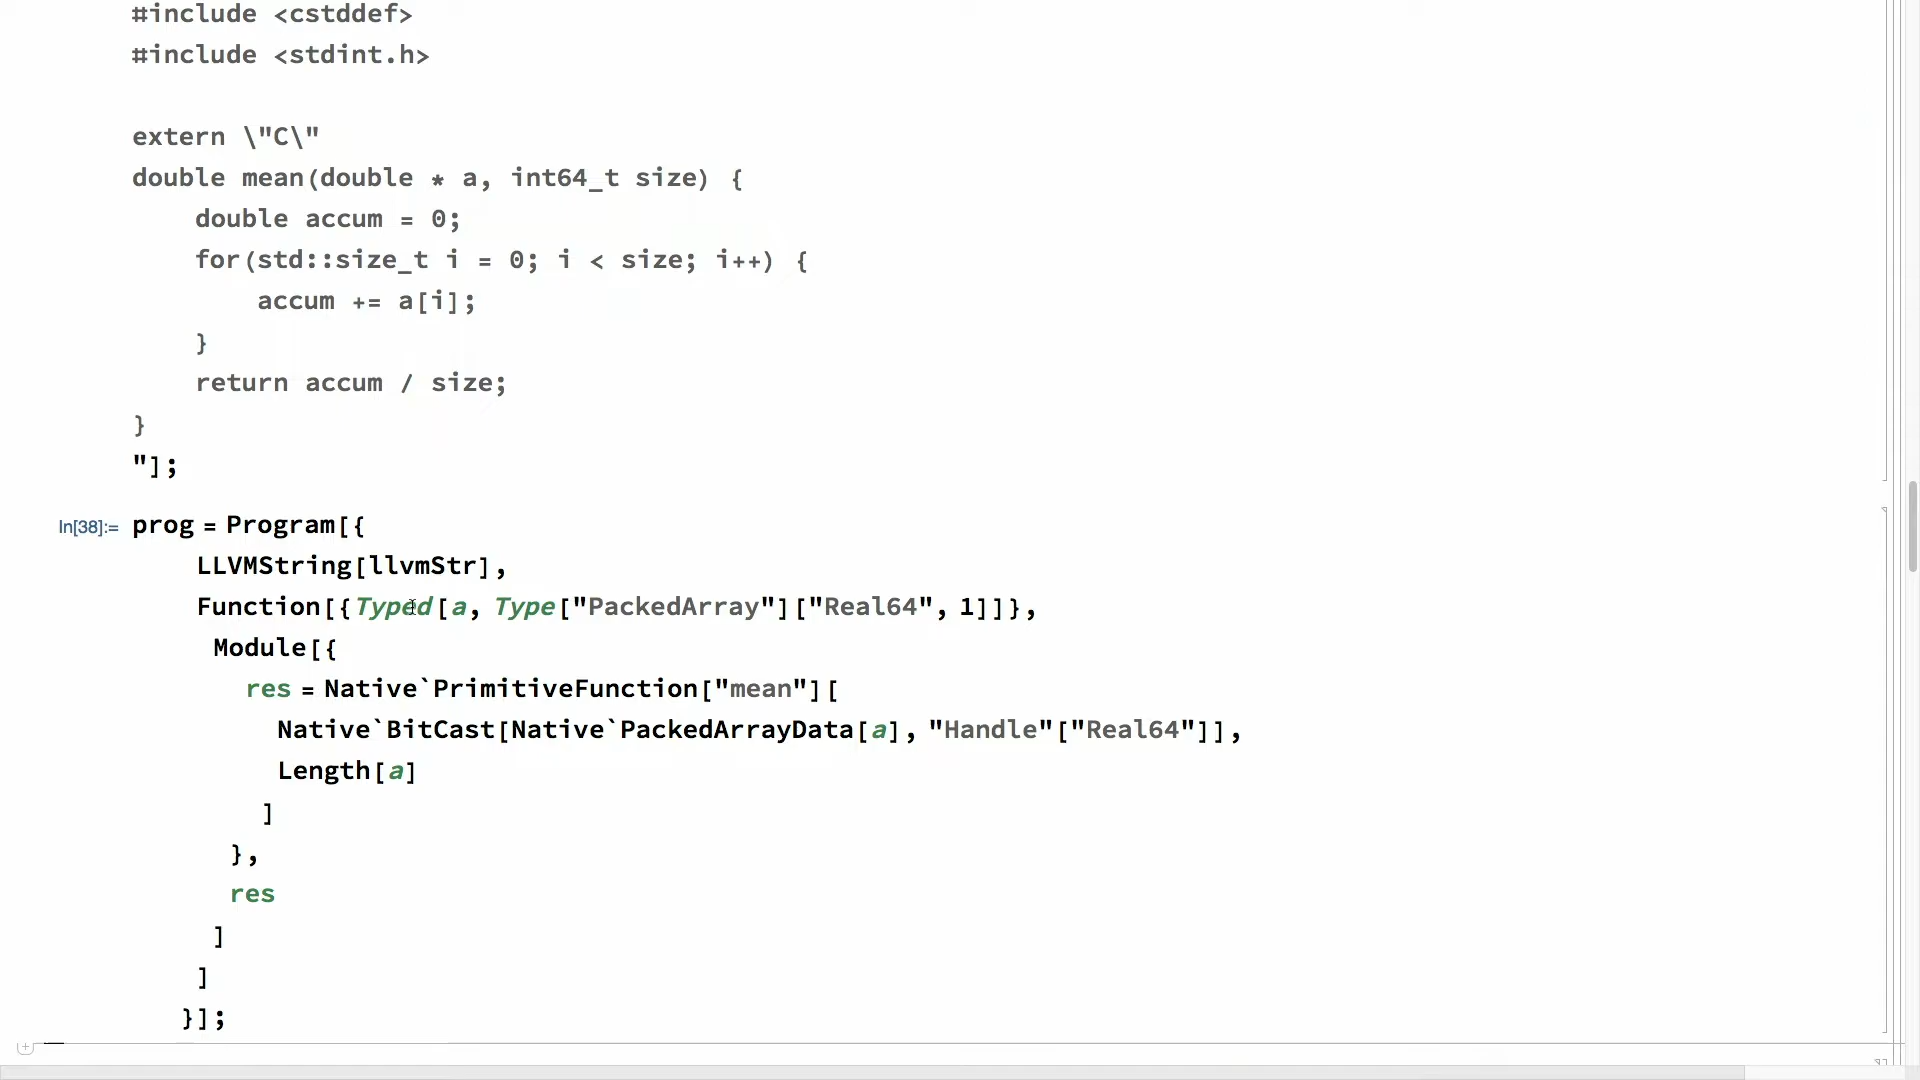 #include <cstddef>
#include <stdint.h>
extern \"C\"
double mean(double * a, int64_t size) {
double accum = 0;
for(std::size_t i = 0; i < size; i++) {
accum += a[i];
}
return accum / size;
}
"];
In[38]:= prog = Program[{
LLVMString[llvmStr],
Function[{Typed[a, Type["PackedArray"]["Real64", 1]]},
Module[{
res = Native`PrimitiveFunction["mean"][
Native`BitCast[Native`PackedArrayData[a], "Handle"["Real64"]],
Length[a]
]
},
res
]
]
}];